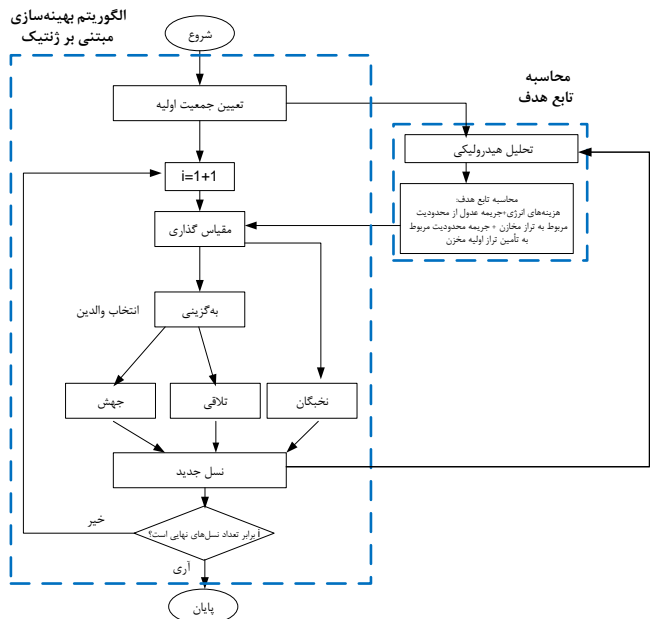 الگوریتم بهینه‌سازی
مبتنی بر ژنتیک
شروع
محاسبه
تابع هدف
تعیین جمعیت اولیه
تحلیل هیدرولیکی
i=1+1
محاسبه تابع هدف:
هزینه‌های انرژی+جریمه عدول از محدودیت
مربوط به تراز مخازن + جریمه محدودیت مربوط
به تأمین تراز اولیه مخزن
مقیاس گذاری
به‌گزینی
انتخاب والدین
جهش
تلاقی
نخبگان
نسل جدید
خیر
i برابر تعداد نسل‌های نهایی است؟
آری
پایان